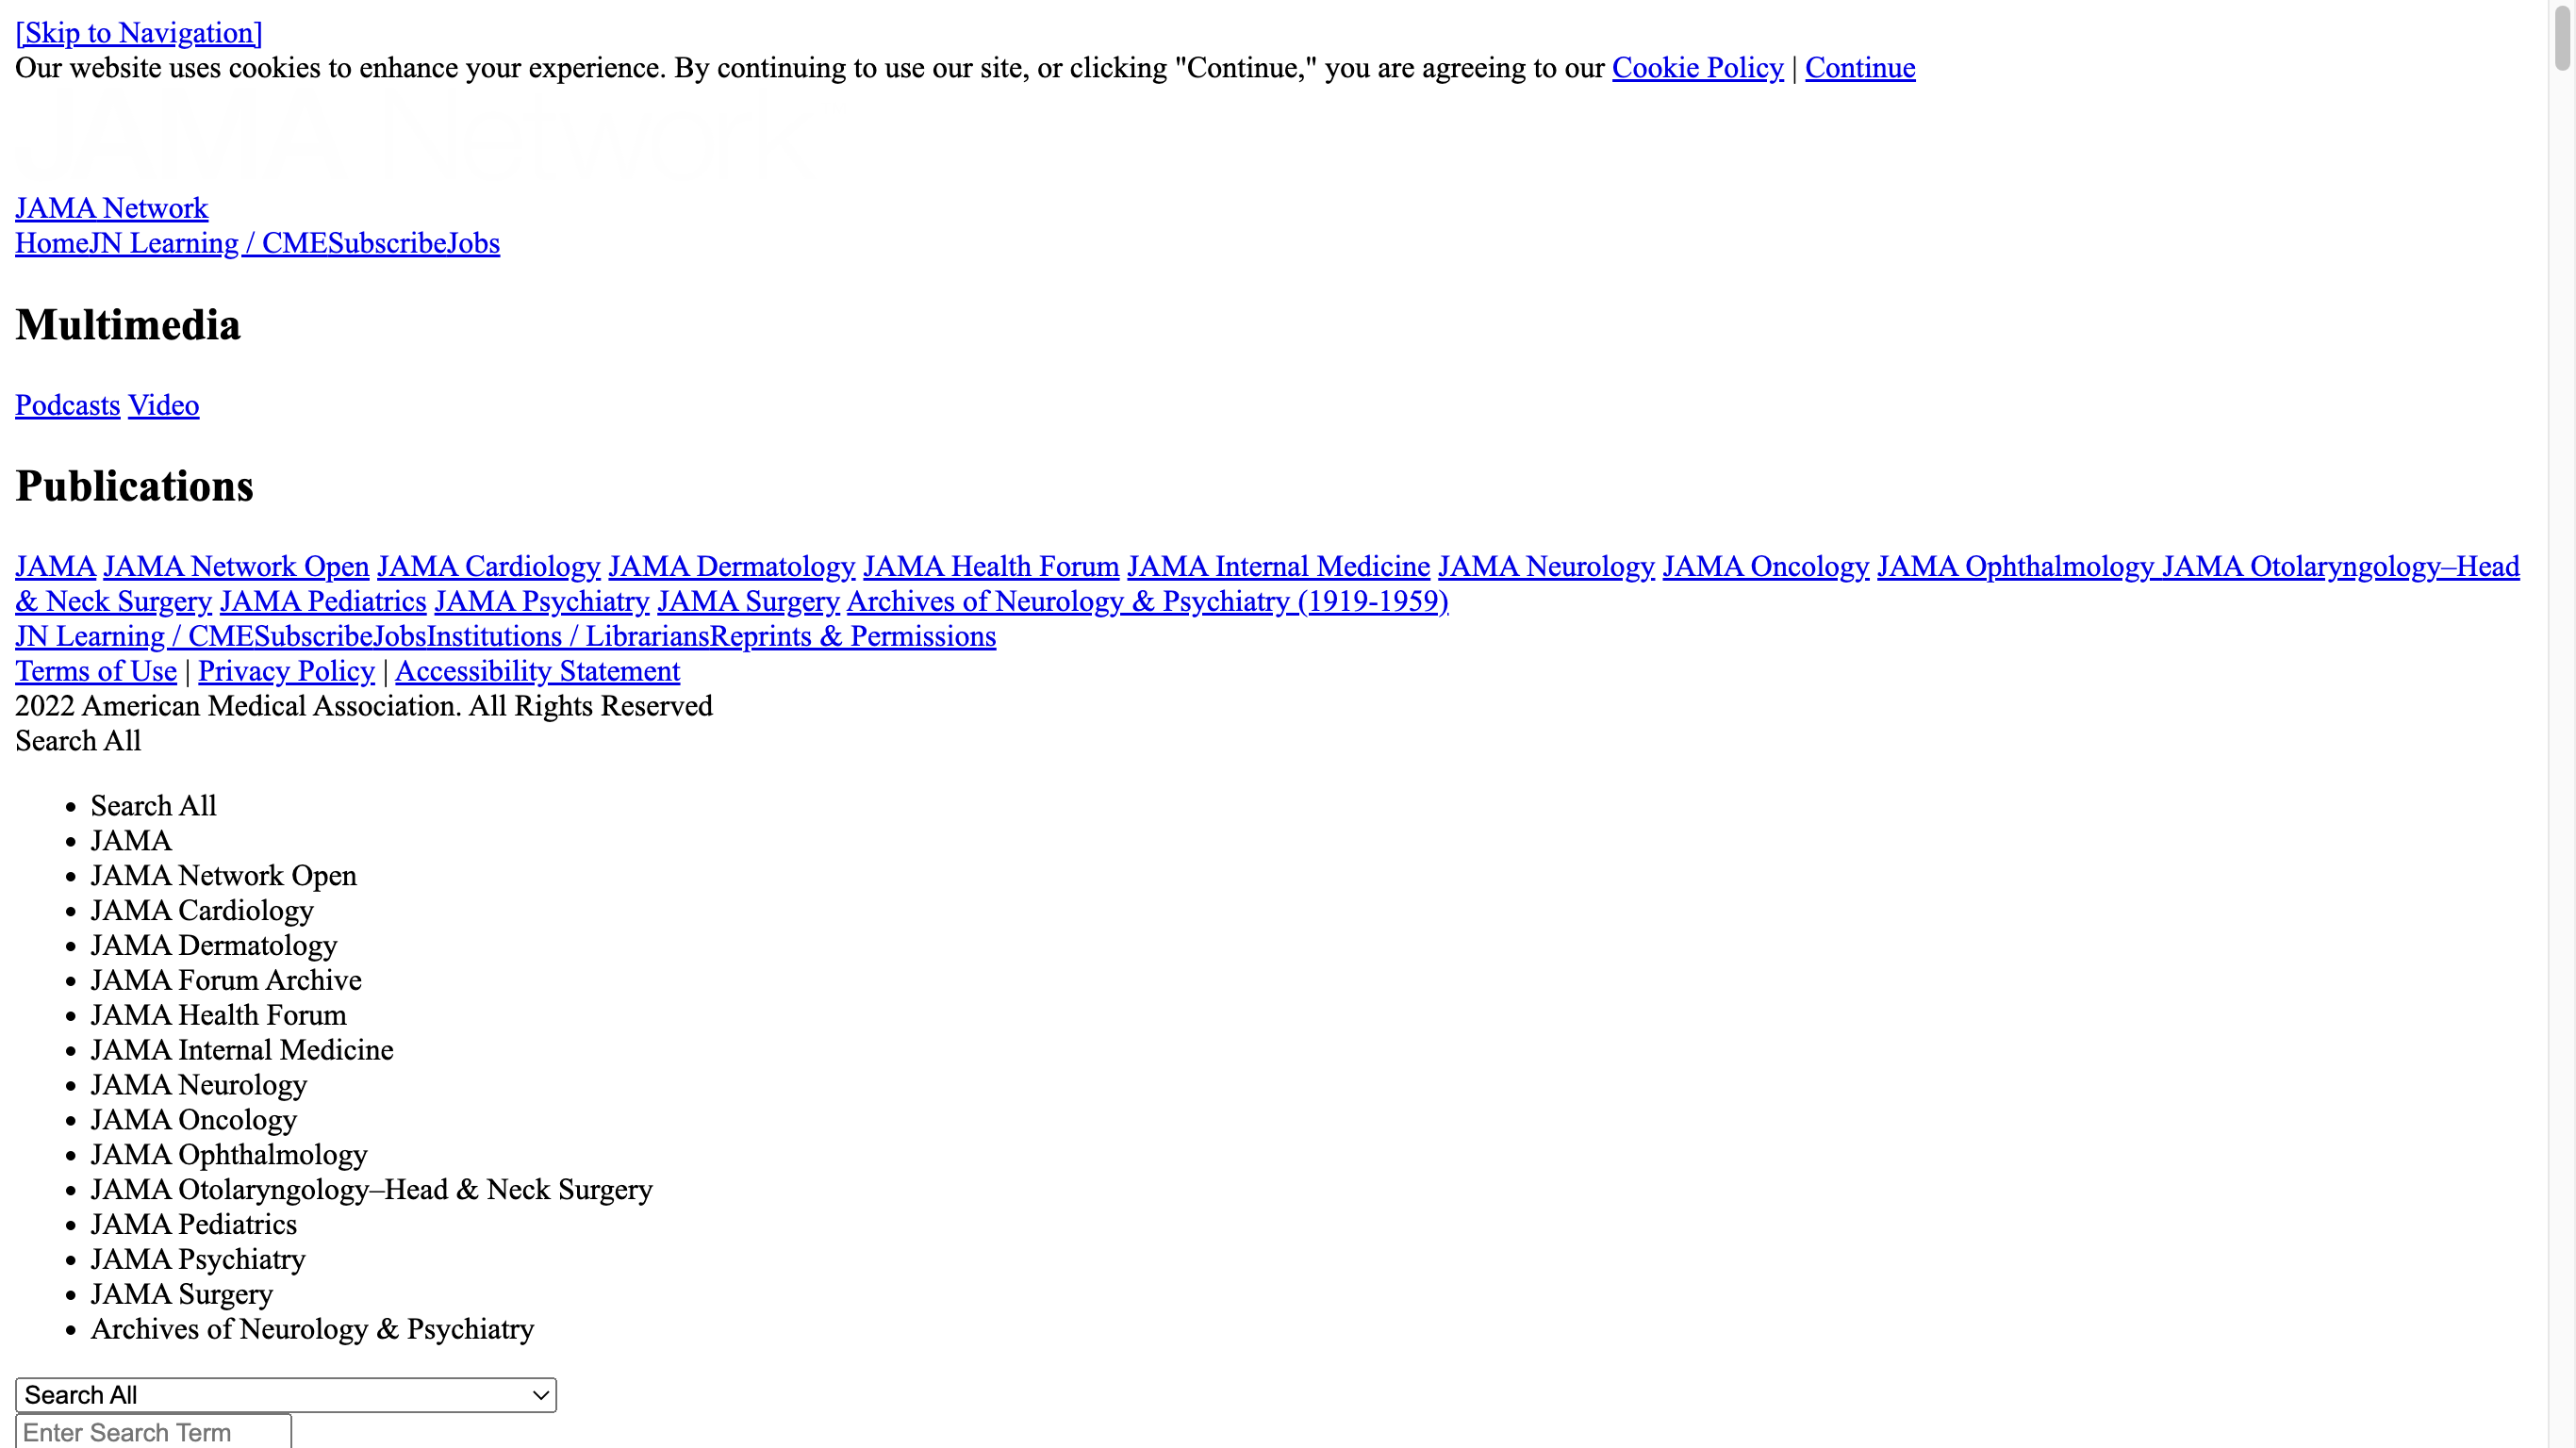 [Skip to Navigation]
Our website uses cookies to enhance your experience. By continuing to use our site, or clicking "Continue," you are agreeing to our Cookie Policy | Continue
JAMA Network
HomeJN Learning / CMESubscribeJobs
Multimedia
Podcasts Video
Publications
JAMA JAMA Network Open JAMA Cardiology JAMA Dermatology JAMA Health Forum JAMA Internal Medicine JAMA Neurology JAMA Oncology JAMA Ophthalmology JAMA Otolaryngology–Head
& Neck Surgery JAMA Pediatrics JAMA Psychiatry JAMA Surgery Archives of Neurology & Psychiatry (1919-1959)
JN Learning / CMESubscribeJobsInstitutions / LibrariansReprints & Permissions
Terms of Use | Privacy Policy | Accessibility Statement
2022 American Medical Association. All Rights Reserved
Search All
• Search All
• JAMA
• JAMA Network Open
• JAMA Cardiology
• JAMA Dermatology
• JAMA Forum Archive
• JAMA Health Forum
• JAMA Internal Medicine
• JAMA Neurology
• JAMA Oncology
• JAMA Ophthalmology
• JAMA Otolaryngology–Head & Neck Surgery
• JAMA Pediatrics
• JAMA Psychiatry
• JAMA Surgery
• Archives of Neurology & Psychiatry
Search All
Enter Search Term